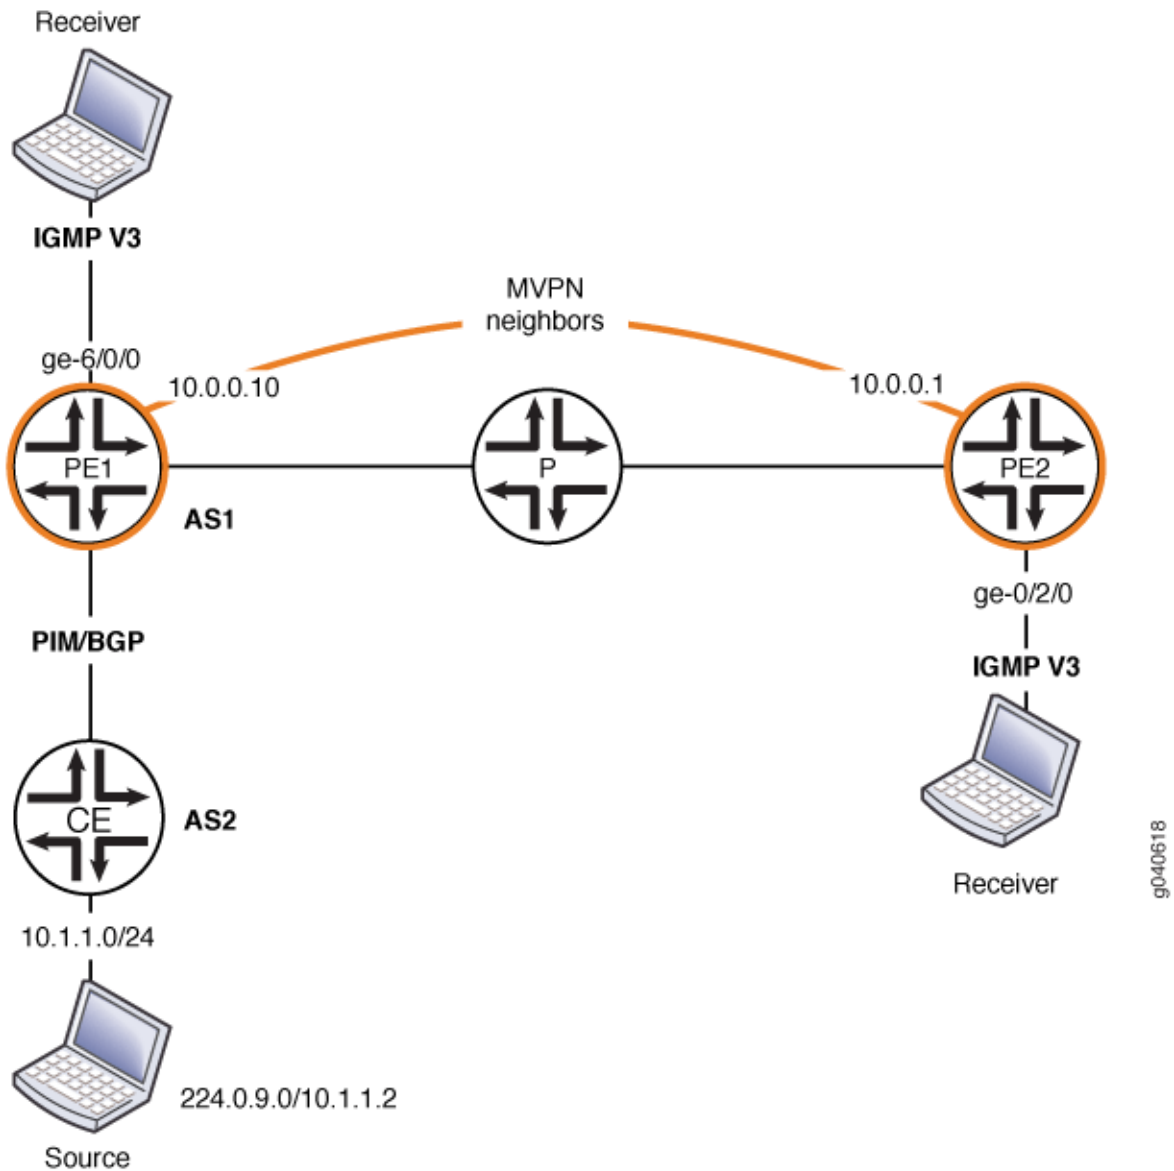 Receiver
IGMP V3
MVPN
neighbors
ge-6/0/0
10.0.0.10
10.0.0.1
PE1
P
PE2
AS1
ge-0/2/0
PIM/BGP
IGMP V3
CE
AS2
Receiver
g040618
10.1.1.0/24
224.0.9.0/10.1.1.2
Source